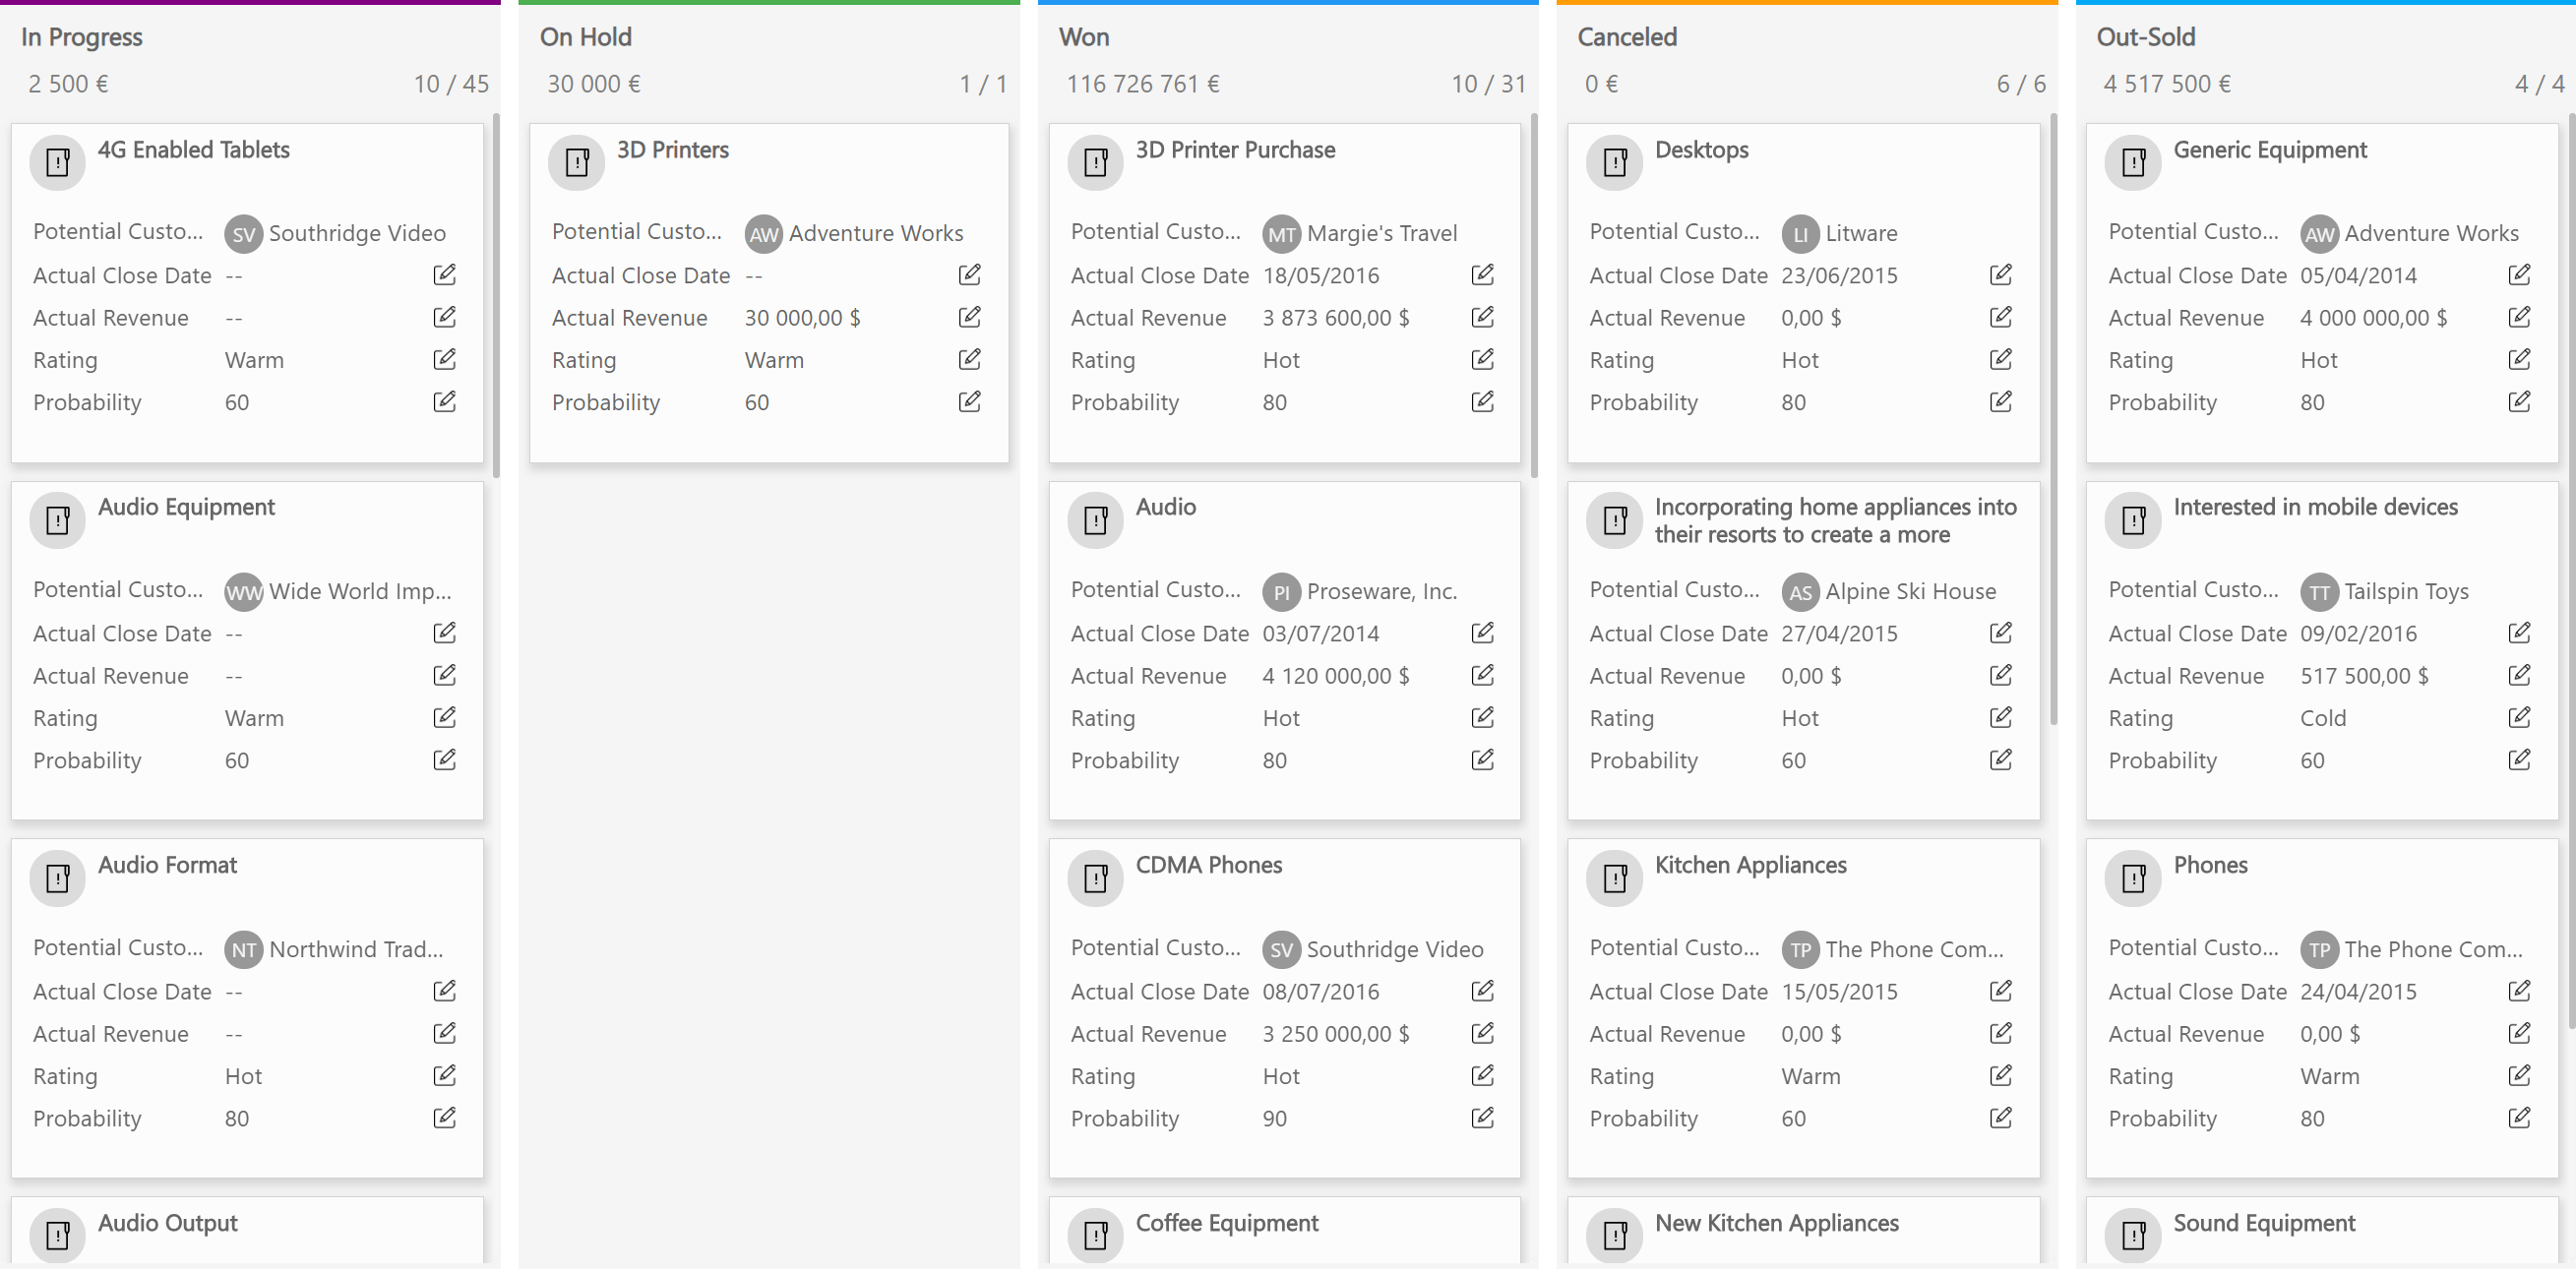 In Progress
2 500 €
10 / 45
4G Enabled Tablets
Potential Custo...
SV Southridge Video
Actual Close Date --
Actual Revenue --
Rating Warm
Probability 60
Audio Equipment
Potential Custo...
WW Wide World Imp...
Actual Close Date --
Actual Revenue --
Rating Warm
Probability 60
Audio Format
Potential Custo...
NT Northwind Trad...
Actual Close Date --
Actual Revenue --
Rating Hot
Probability 80
Audio Output
On Hold
30 000 €
1 / 1
3D Printers
Potential Custo...
AW Adventure Works
Actual Close Date --
Actual Revenue 30 000,00 $
Rating Warm
Probability 60
Won
116 726 761 €
10 / 31
3D Printer Purchase
Potential Custo...
MT Margie's Travel
Actual Close Date 18/05/2016
Actual Revenue 3 873 600,00 $
Rating Hot
Probability 80
Audio
Potential Custo...
PI Proseware, Inc.
Actual Close Date 03/07/2014
Actual Revenue 4 120 000,00 $
Rating Hot
Probability 80
CDMA Phones
Potential Custo...
SV Southridge Video
Actual Close Date 08/07/2016
Actual Revenue 3 250 000,00 $
Rating Hot
Probability 90
Coffee Equipment
Canceled
0 €
6 / 6
Desktops
Potential Custo...
LI Litware
Actual Close Date 23/06/2015
Actual Revenue 0,00 $
Rating Hot
Probability 80
Incorporating home appliances into
their resorts to create a more
Potential Custo...
AS Alpine Ski House
Actual Close Date 27/04/2015
Actual Revenue 0,00 $
Rating Hot
Probability 60
Kitchen Appliances
Potential Custo...
TP The Phone Com...
Actual Close Date 15/05/2015
Actual Revenue 0,00 $
Rating Warm
Probability 60
New Kitchen Appliances
Out-Sold
4 517 500 €
4 / 4
Generic Equipment
Potential Custo...
AW Adventure Works
Actual Close Date 05/04/2014
Actual Revenue 4 000 000,00 $
Rating Hot
Probability 80
Interested in mobile devices
Potential Custo...
TT Tailspin Toys
Actual Close Date 09/02/2016
Actual Revenue 517 500,00 $
Rating Cold
Probability 60
Phones
Potential Custo...
TP The Phone Com...
Actual Close Date 24/04/2015
Actual Revenue 0,00 $
Rating Warm
Probability 80
Sound Equipment